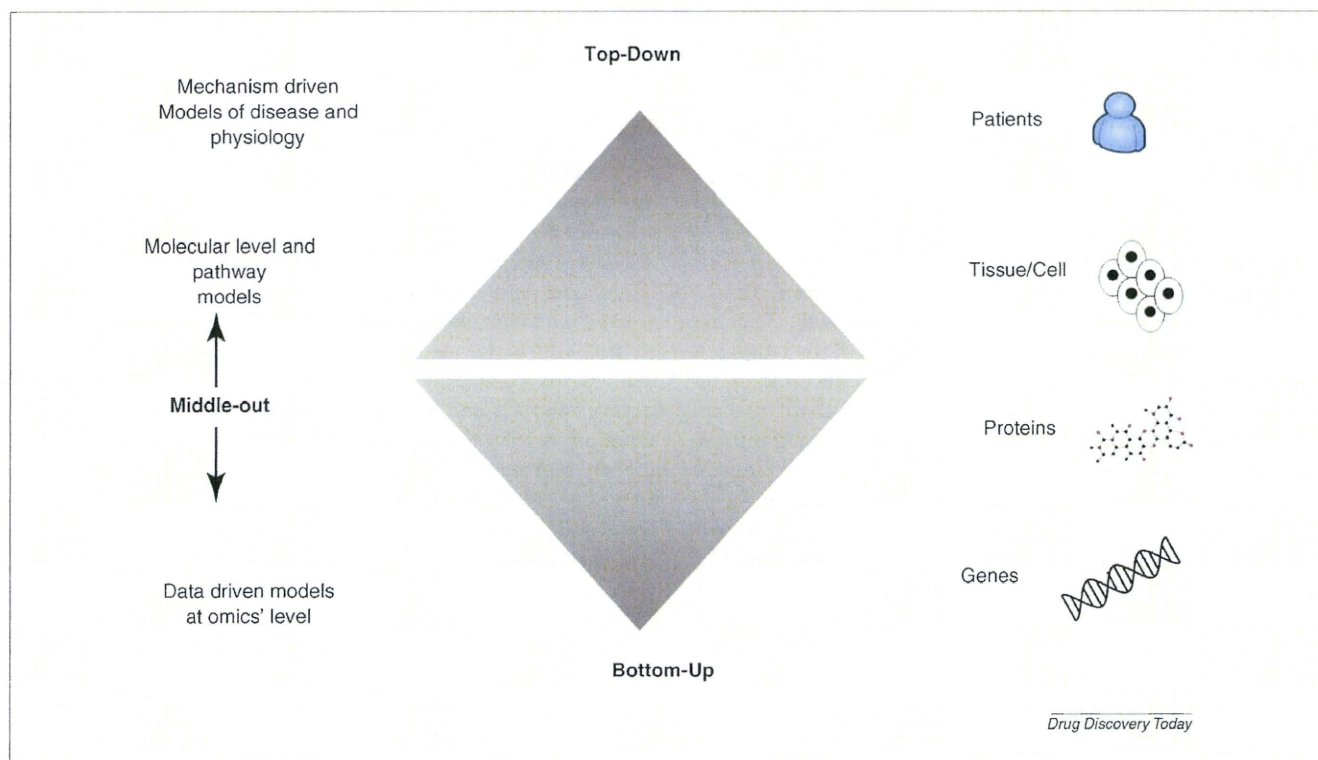 Top-Down
Mechanism driven
Models of disease and
physiology
Patients
Molecular level and
pathway
models
Tissue/Cell
Middle-out
Proteins
Genes
Data driven models
at omics' level
Bottom-Up
Drug Discovery Today